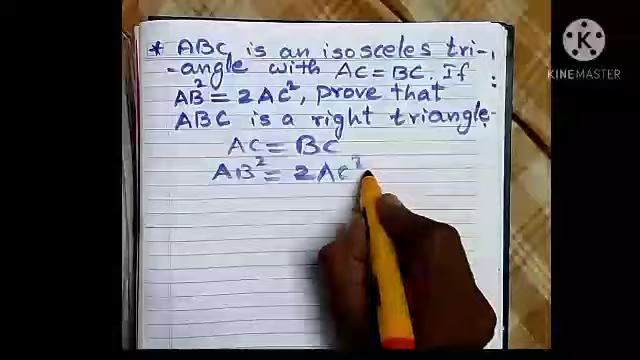 * ABC is an isosceles tri-
-angle with AC = BC. If
AB² = 2AC², prove that
ABC is a right triangle.
AC = BC
AB² = 2AC²
KINEMASTER